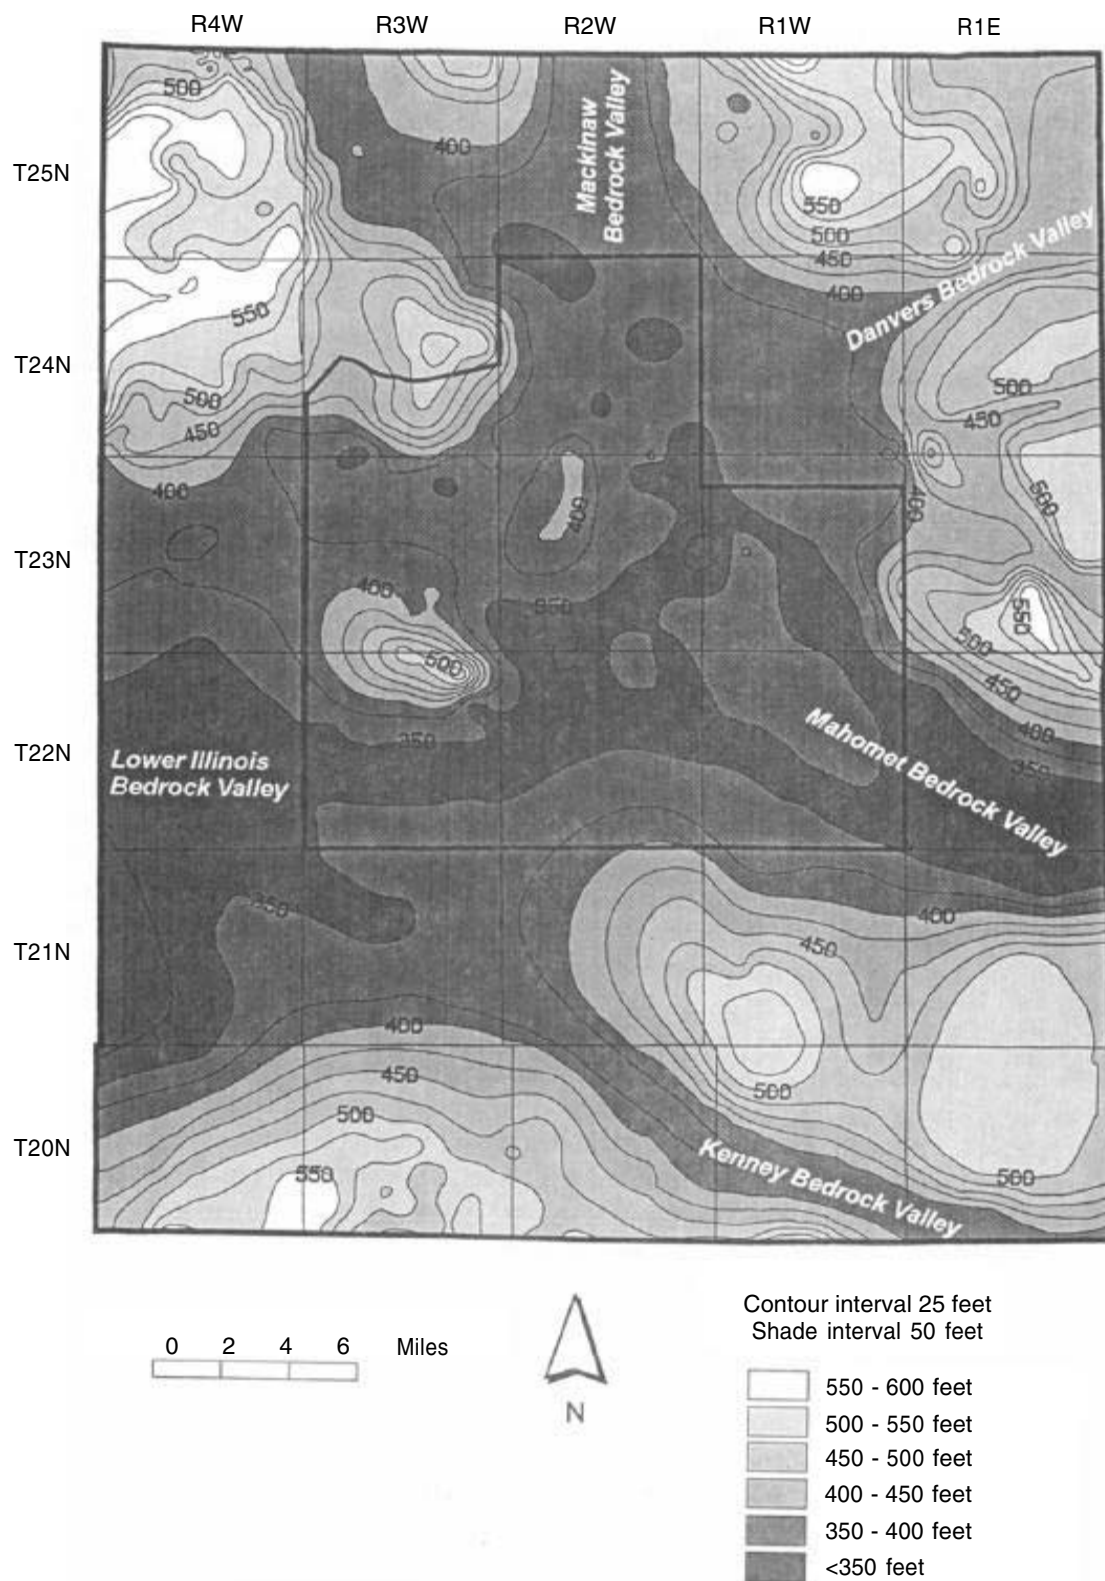 R4W R3W R2W R1W R1E
T25N
T24N
T23N
T22N
T21N
T20N
500
400
Mackinaw
Bedrock Valley
550
500
450
400
Danvers Bedrock Valley
550
500
450
400
500
450
500
400
400
350
400
500
550
500
450
400
350
350
Mahomet Bedrock Valley
Lower Illinois
Bedrock Valley
350
400
450
400
450
500
550
500
500
Kenney Bedrock Valley
0 2 4 6 Miles
N
Contour interval 25 feet
Shade interval 50 feet
550 - 600 feet
500 - 550 feet
450 - 500 feet
400 - 450 feet
350 - 400 feet
<350 feet